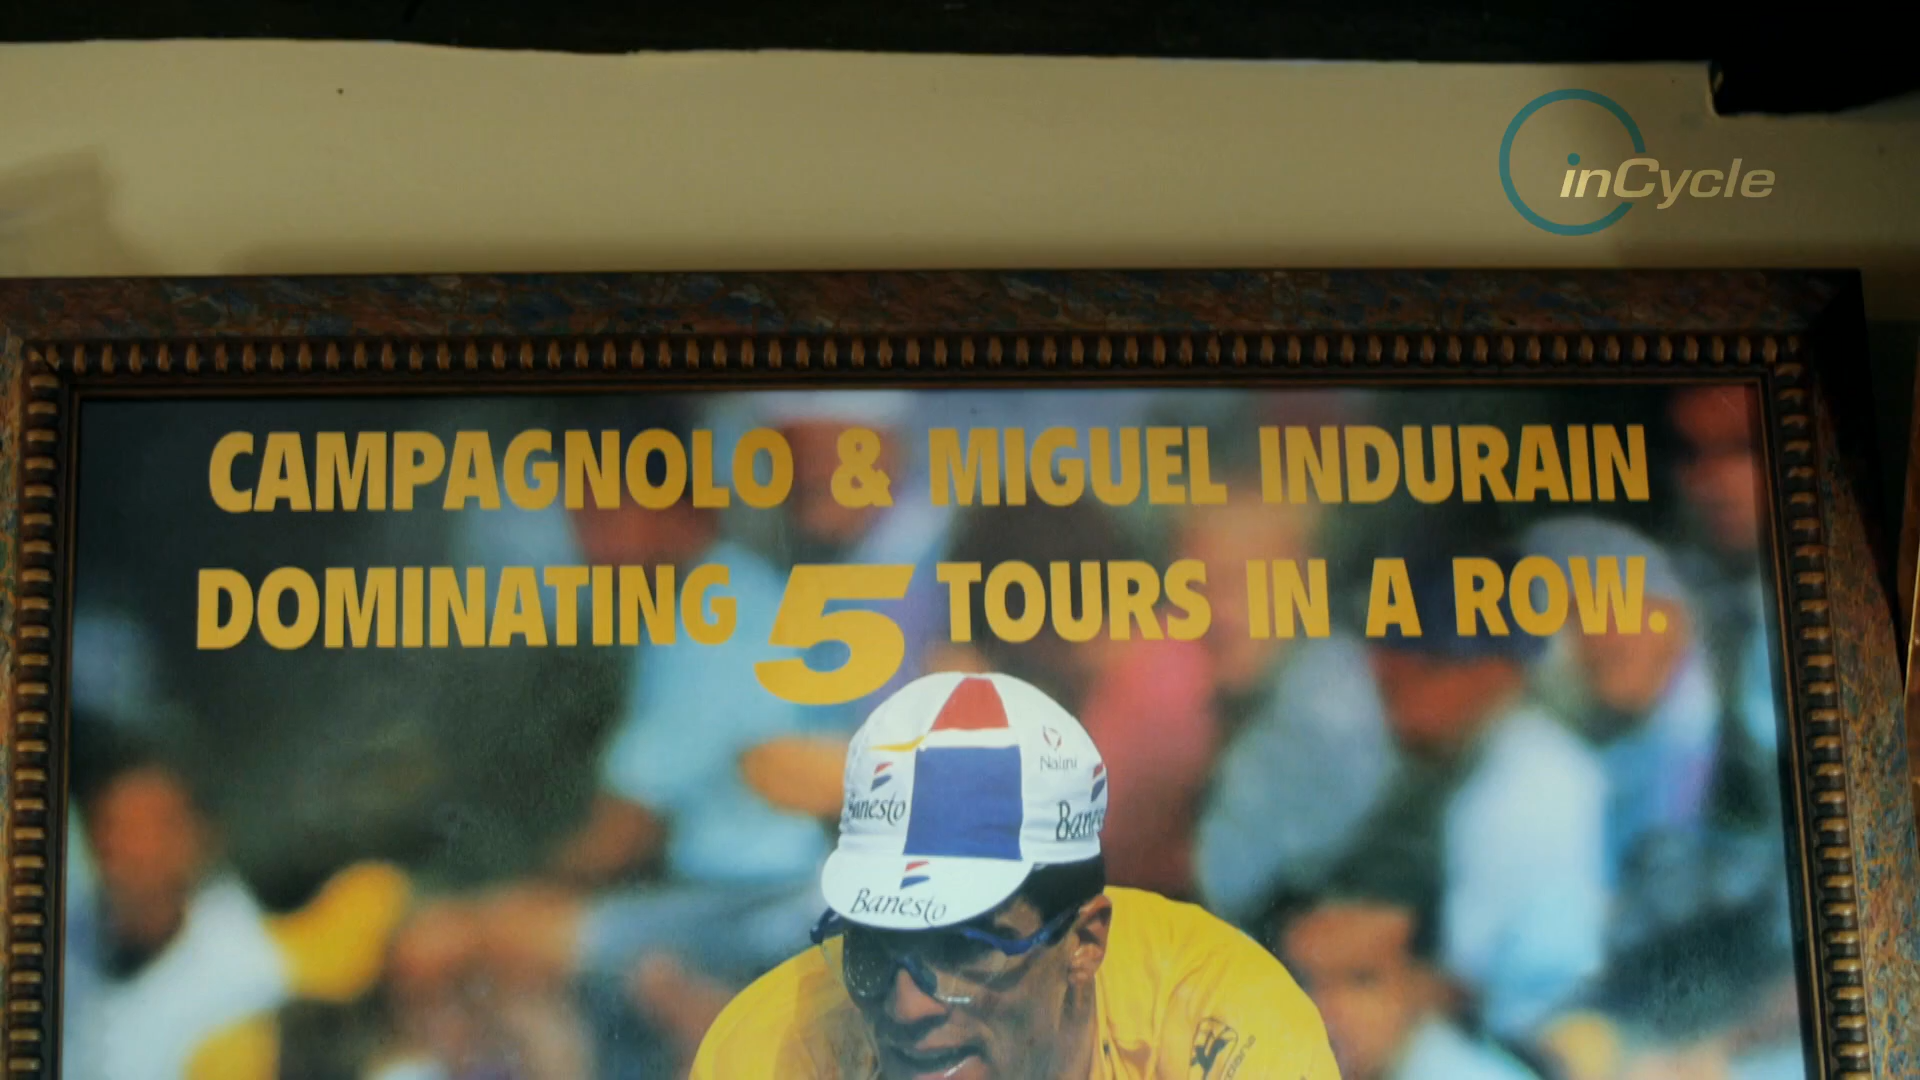 inCycle
CAMPAGNOLO & MIGUEL INDURAIN
DOMINATING 5 TOURS IN A ROW.
Nalini
Banesto
Banes
Banesto